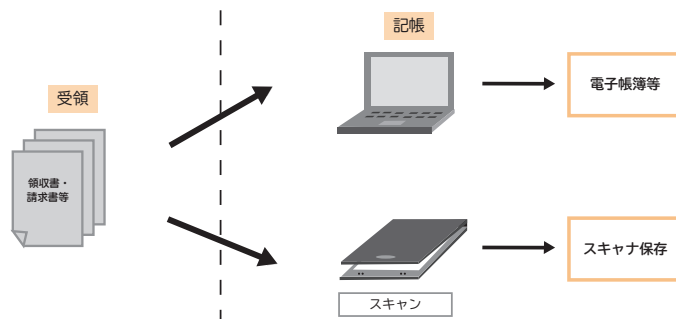 記帳
受領
電子帳簿等
領収書・
請求書等
スキャナ保存
スキャン